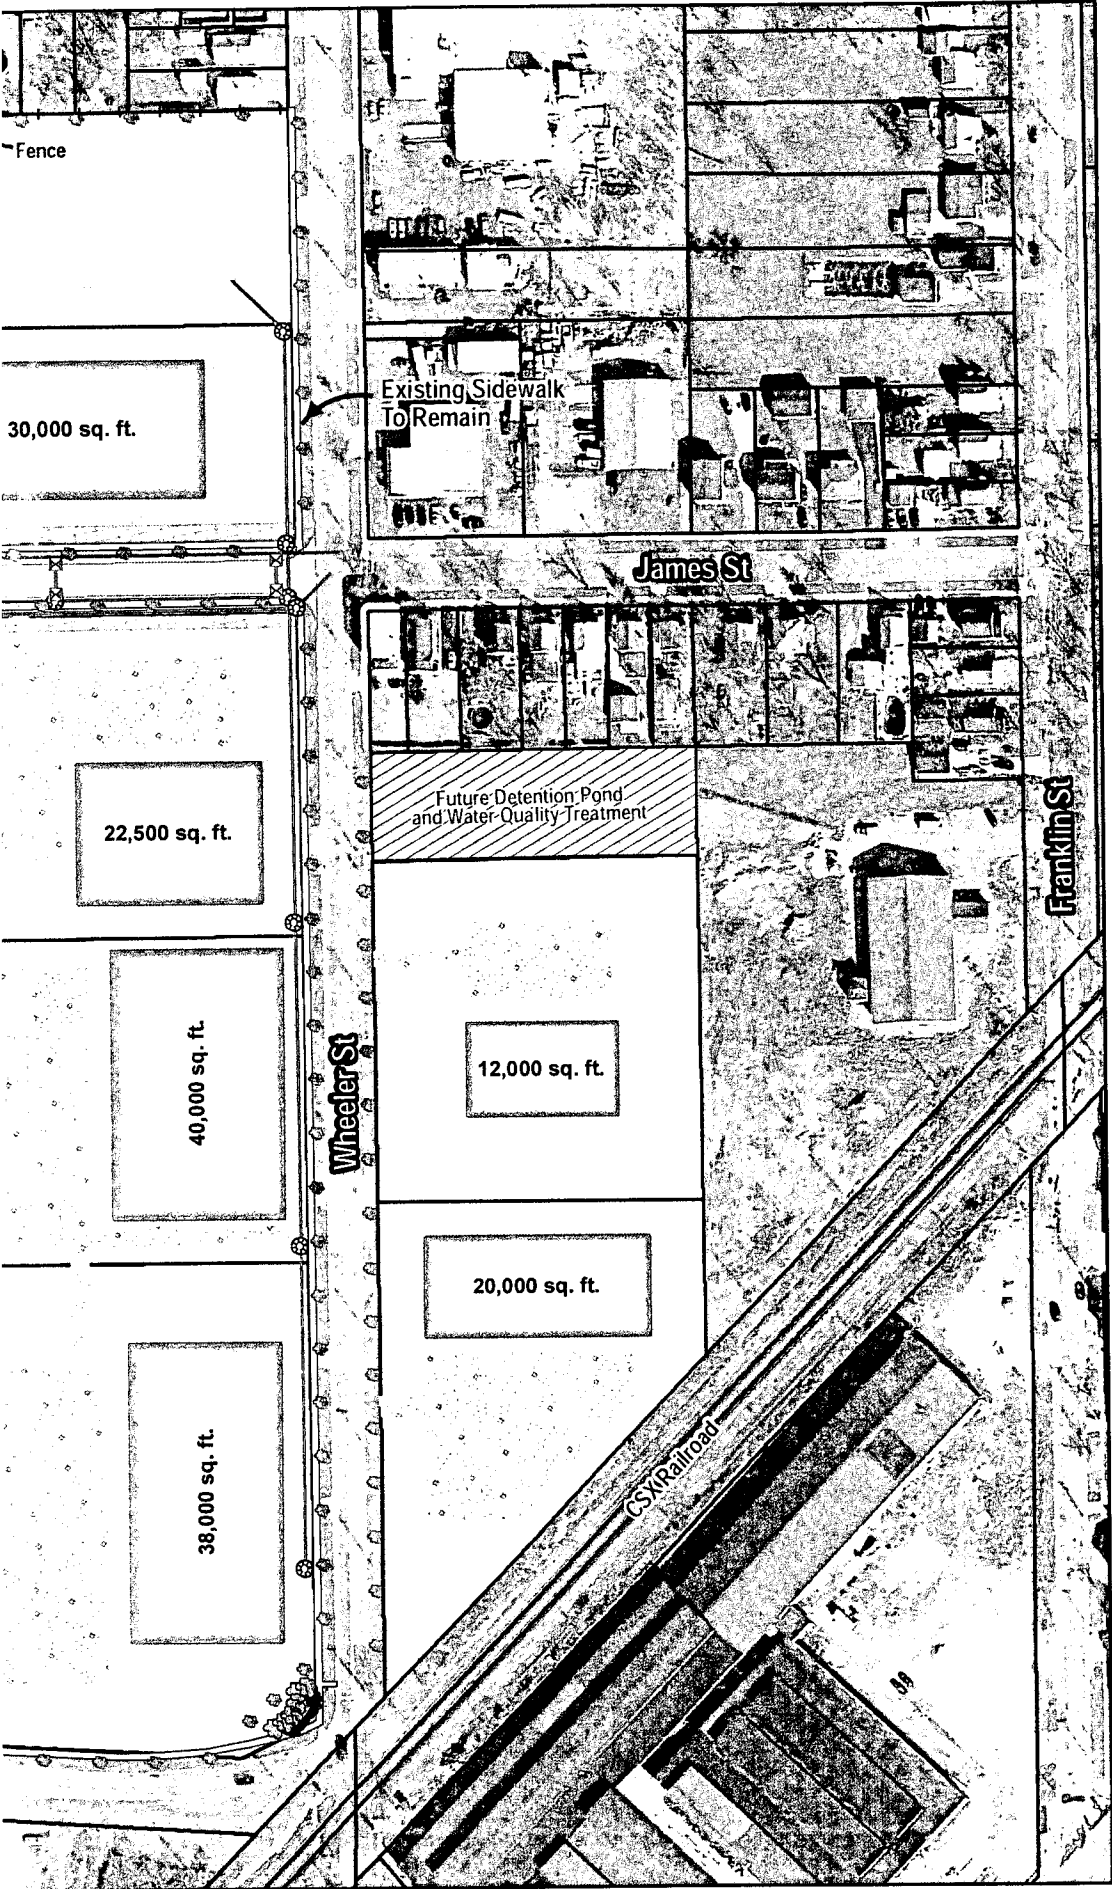 Fence
Existing Sidewalk
To Remain
30,000 sq. ft.
James St
Future Detention Pond
and Water Quality Treatment
22,500 sq. ft.
Franklin St
40,000 sq. ft.
Wheeler St
12,000 sq. ft.
20,000 sq. ft.
38,000 sq. ft.
CSX Railroad